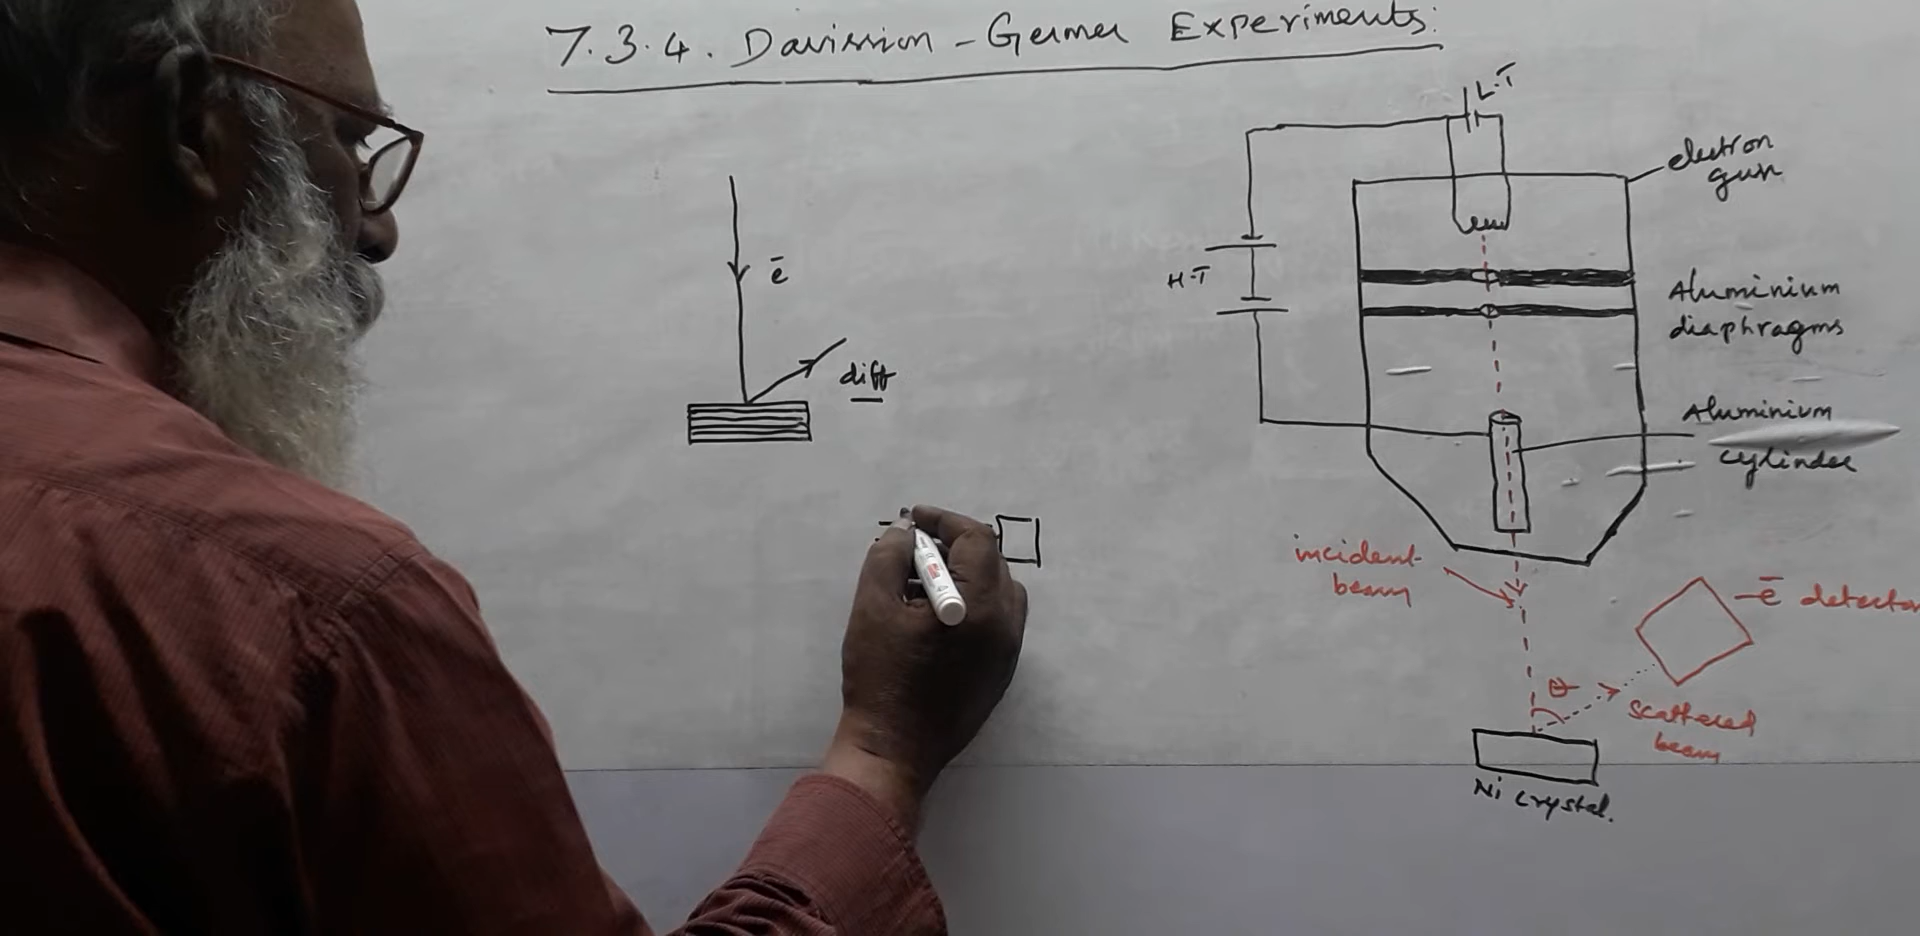 7.3.4. Davission - Germer Experiments:
L.T
electron
gun
ē
H.T
Aluminium
diaphragms
diff
Aluminium
cylinder
incident
beam
ē detector
θ
scattered
beam
Ni crystal.